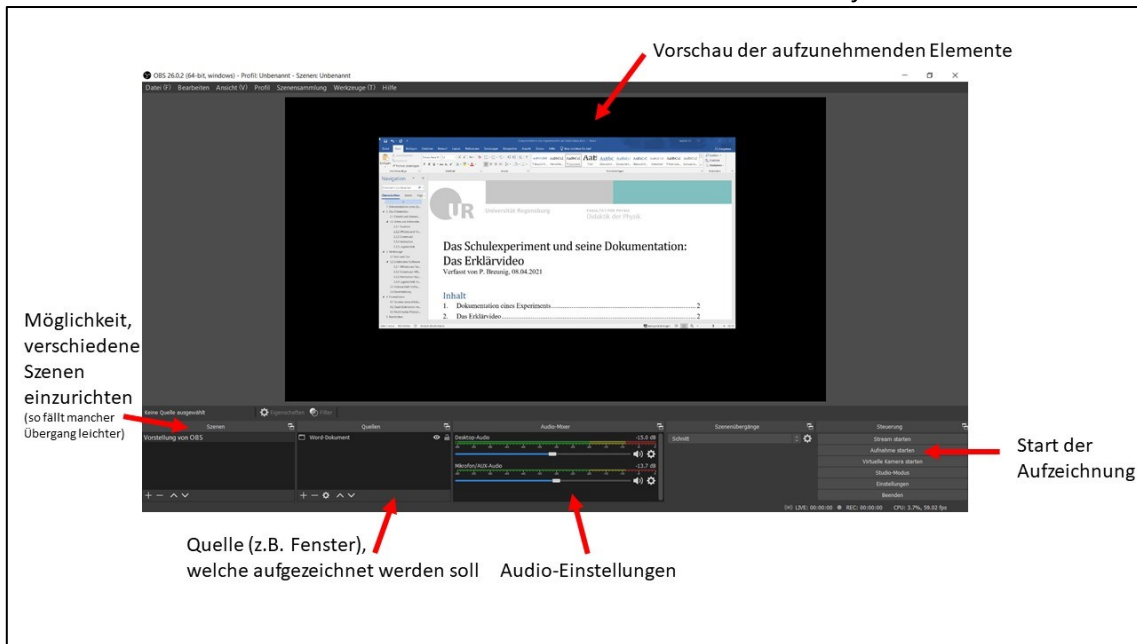 Vorschau der aufzunehmenden Elemente
OBS 26.0.2 (64-bit, windows) - Profil: Unbenannt - Szenen: Unbenannt
Datei (F) Bearbeiten Ansicht (V) Profil Szenensammlung Werkzeuge (T) Hilfe
Navigation
UR
Universität Regensburg
Didaktik der Physik
Das Schulexperiment und seine Dokumentation:
Das Erklärvideo
Verfasst von P. Breunig, 08.04.2021
Inhalt
1. Dokumentation eines Experiments 2
2. Das Erklärvideo 2
Möglichkeit,
verschiedene
Szenen
einzurichten
(so fällt mancher
Übergang leichter)
Keine Quelle ausgewählt Eigenschaften Filter
Szenen Quellen Audio-Mixer Szenenübergänge Steuerung
Vorstellung von OBS
Word-Dokument
Desktop-Audio -15.6 dB
Mikrofon/AUX-Audio -13.7 dB
Schnitt
Stream starten
Aufnahme starten
Virtuelle Kamera starten
Studio-Modus
Einstellungen
Beenden
LIVE: 00:00:00 REC: 00:00:00 CPU: 3.7%, 59.02 fps
Start der
Aufzeichnung
Quelle (z.B. Fenster),
welche aufgezeichnet werden soll
Audio-Einstellungen